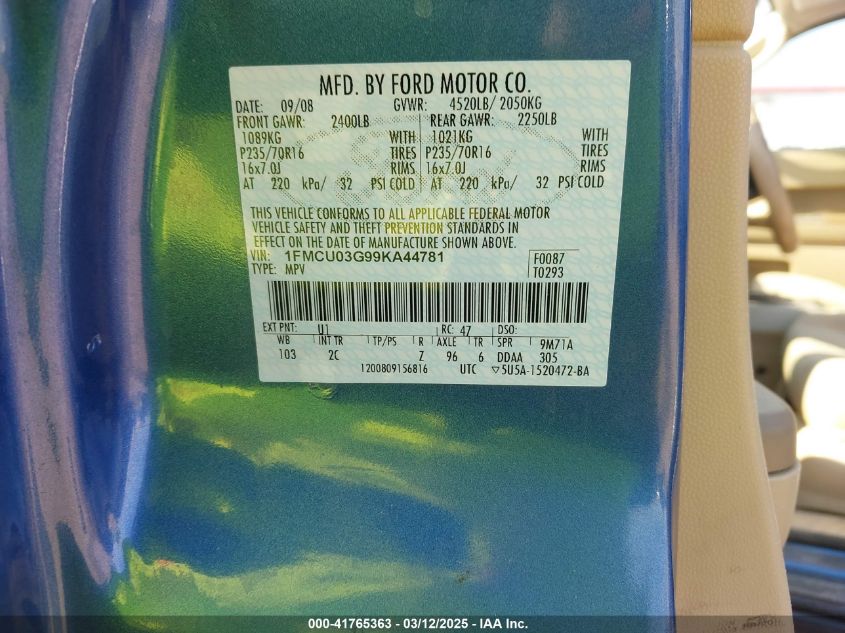 MFD. BY FORD MOTOR CO.
DATE: 09/08 GVWR: 4520LB/ 2050KG
FRONT GAWR: 2400LB REAR GAWR: 2250LB
1089KG WITH 1021KG WITH
P235/70R16 TIRES P235/70R16 TIRES
16x7.0J RIMS 16x7.0J RIMS
AT 220 kPa/ 32 PSI COLD AT 220 kPa/ 32 PSI COLD
THIS VEHICLE CONFORMS TO ALL APPLICABLE FEDERAL MOTOR
VEHICLE SAFETY AND THEFT PREVENTION STANDARDS IN
EFFECT ON THE DATE OF MANUFACTURE SHOWN ABOVE.
VIN: 1FMCU03G99KA44781 F0087
TYPE: MPV T0293
EXT PNT: U1 RC: 47 DSO:
WB INT TR TP/PS R AXLE TR SPR 9M71A
103 2C Z 96 6 DDAA 305
1200809156816 UTC ▽5U5A-1520472-BA
000-41765363 - 03/12/2025 - IAA Inc.